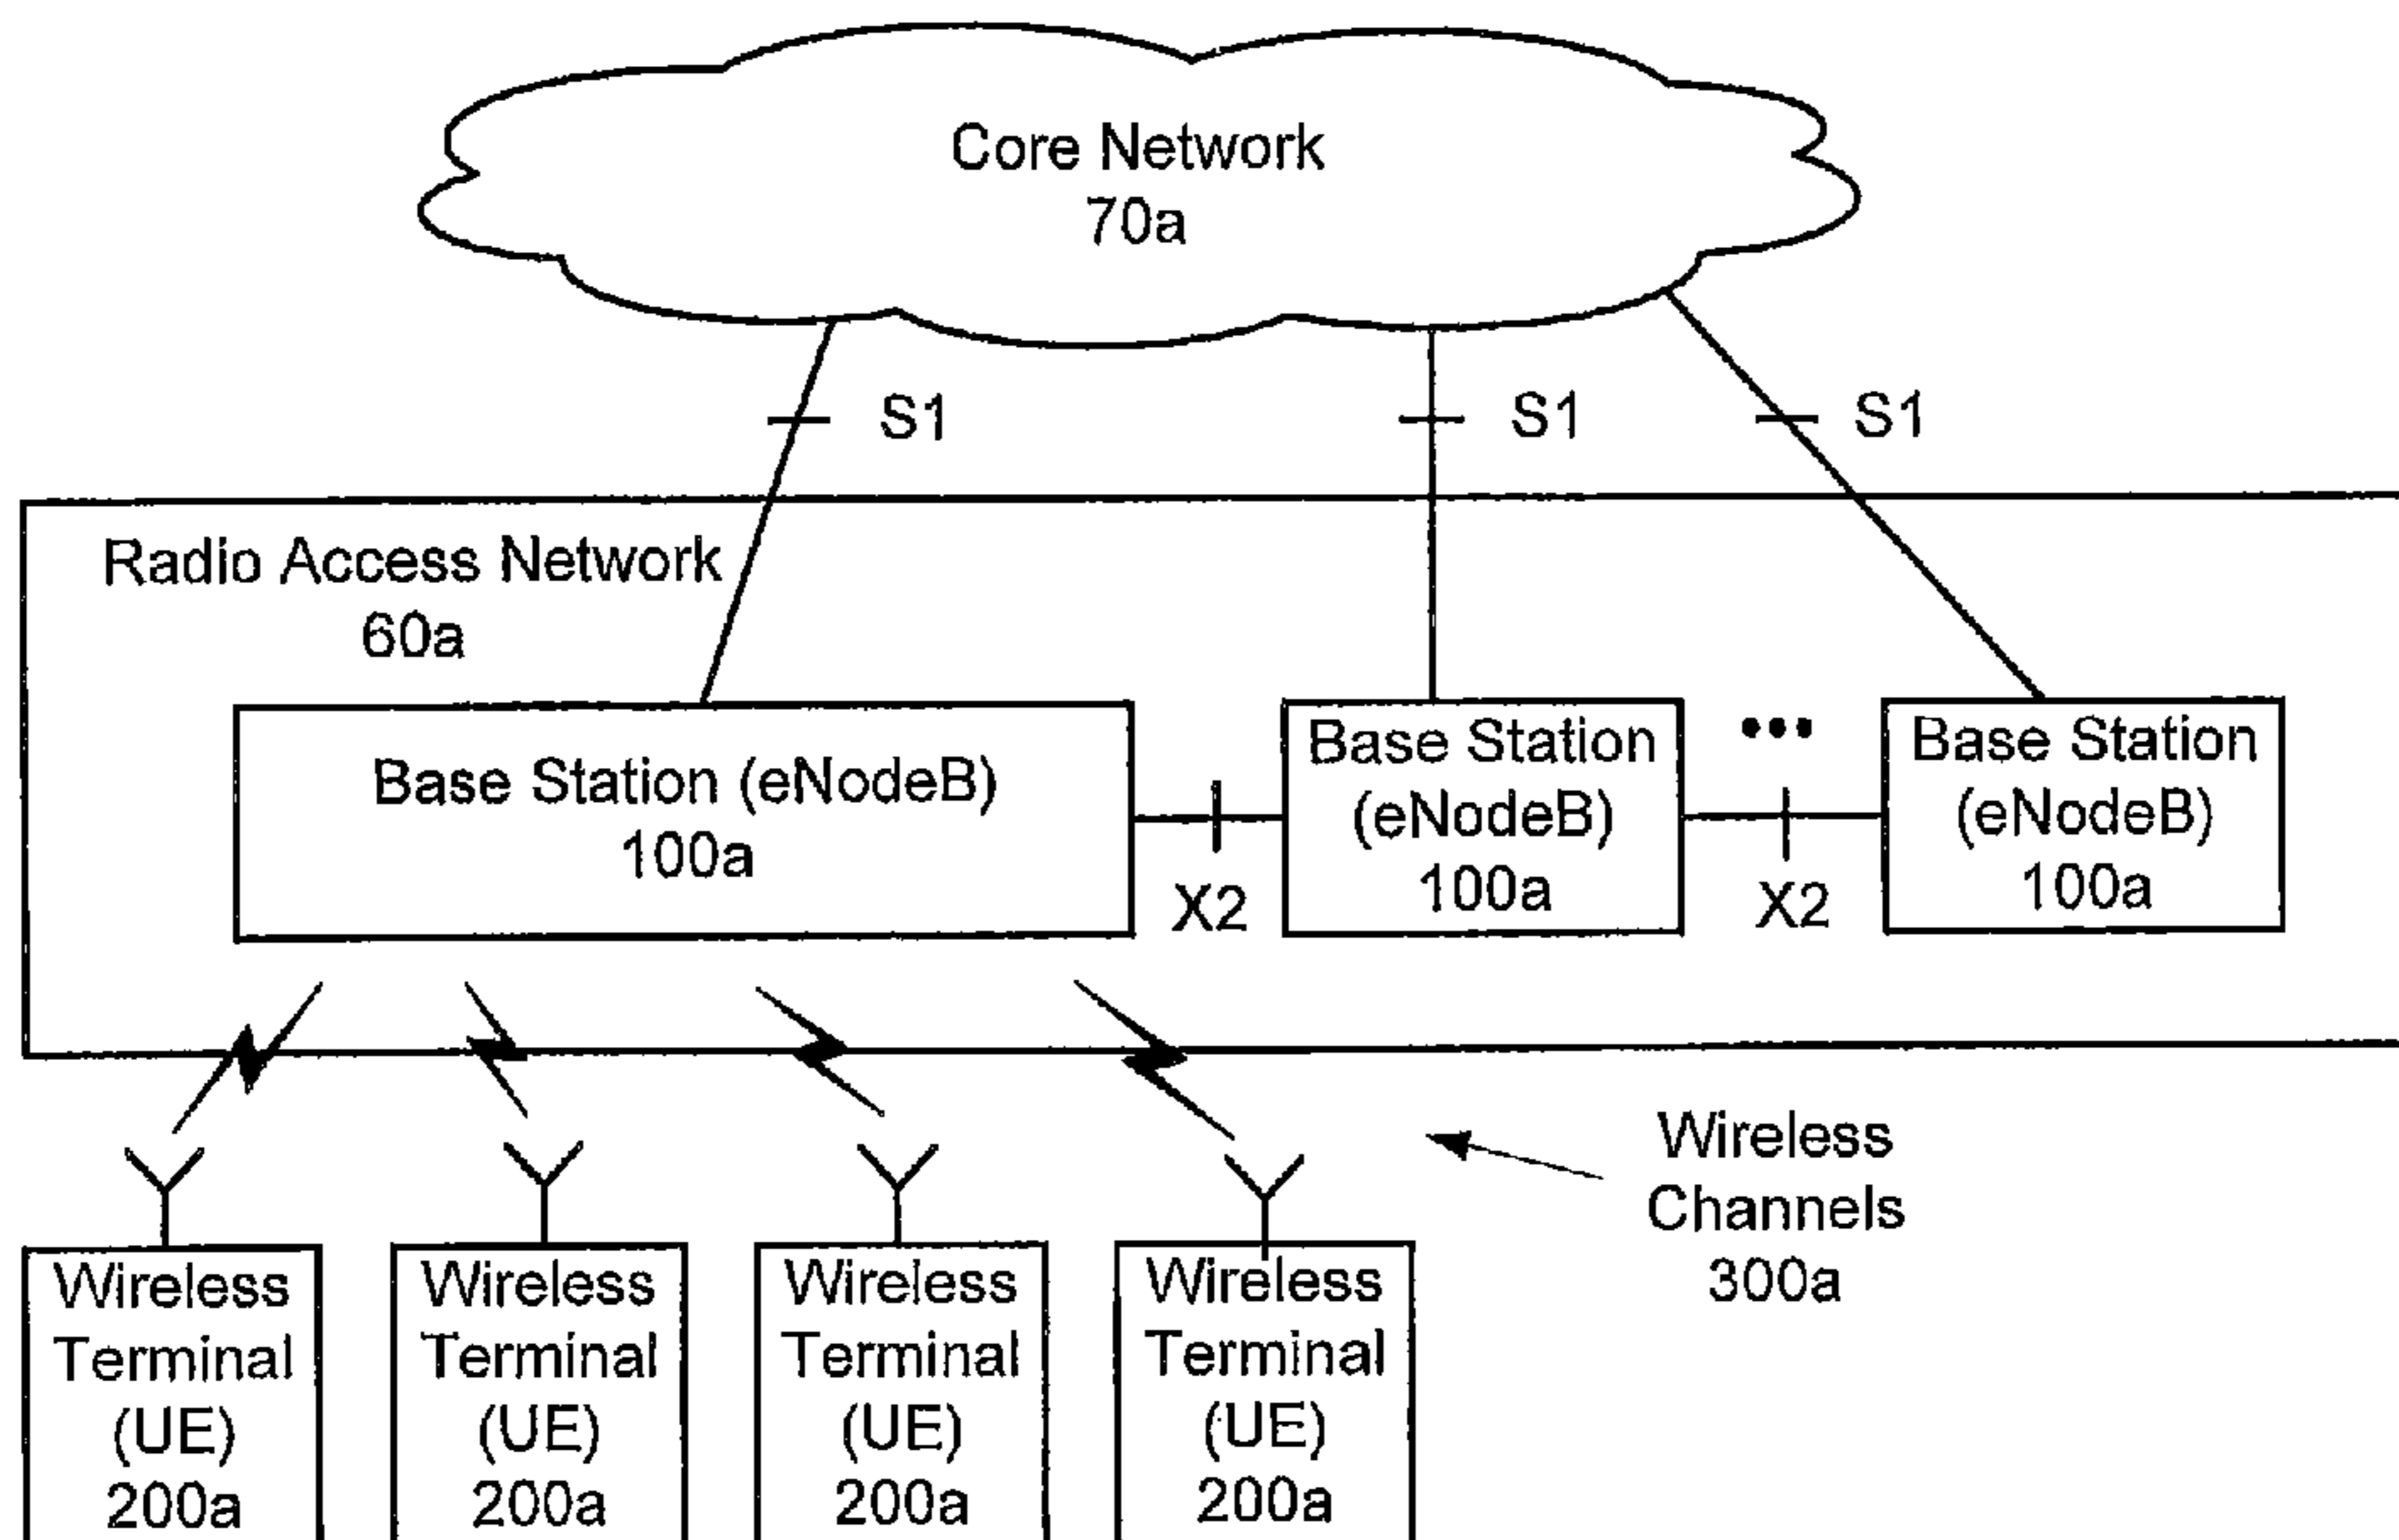 Core Network
70a
S1
S1
S1
Radio Access Network
60a
Base Station (eNodeB)
100a
X2
Base Station
(eNodeB)
100a
•••
X2
Base Station
(eNodeB)
100a
Wireless
Channels
300a
Wireless
Terminal
(UE)
200a
Wireless
Terminal
(UE)
200a
Wireless
Terminal
(UE)
200a
Wireless
Terminal
(UE)
200a